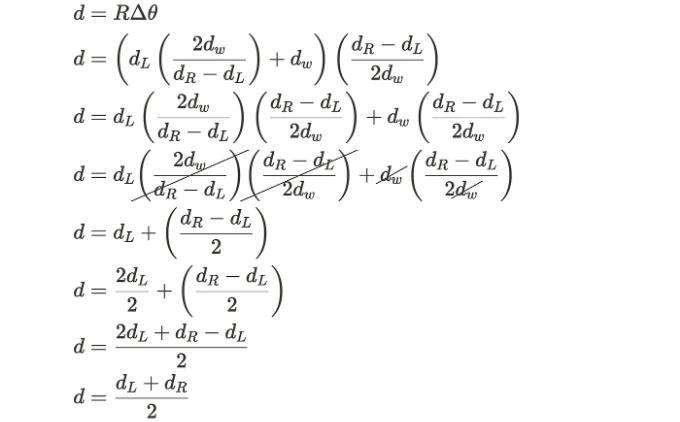 d = RΔθ
d = (d_L (2d_w / (d_R − d_L)) + d_w) ((d_R − d_L) / 2d_w)
d = d_L (2d_w / (d_R − d_L)) ((d_R − d_L) / 2d_w) + d_w ((d_R − d_L) / 2d_w)
d = d_L (2d_w / (d_R − d_L)) ((d_R − d_L) / 2d_w) + d_w ((d_R − d_L) / 2d_w)
d = d_L + ((d_R − d_L) / 2)
d = 2d_L / 2 + ((d_R − d_L) / 2)
d = (2d_L + d_R − d_L) / 2
d = (d_L + d_R) / 2